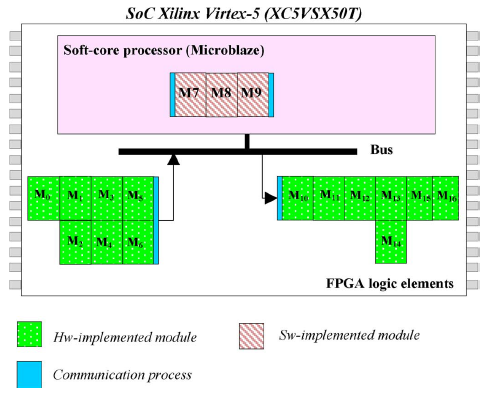 SoC Xilinx Virtex-5 (XC5VSX50T)
Soft-core processor (Microblaze)
M7 M8 M9
Bus
M0 M1 M3 M5
M10 M11 M12 M13 M15 M16
M2 M4 M6
M14
FPGA logic elements
Hw-implemented module
Sw-implemented module
Communication process